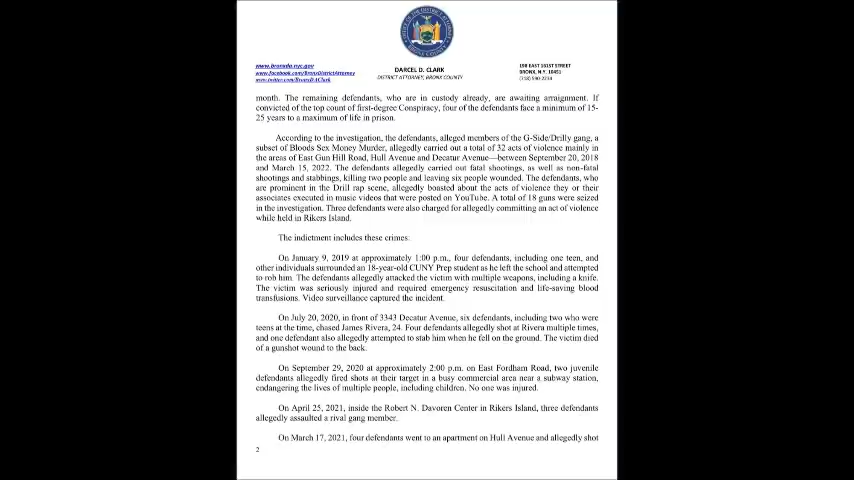 www.bronxda.nyc.gov
www.facebook.com/BronxDistrictAttorney
www.twitter.com/BronxDAClark
DARCEL D. CLARK
DISTRICT ATTORNEY, BRONX COUNTY
198 EAST 161ST STREET
BRONX, N.Y. 10451
(718) 590-2234
month. The remaining defendants, who are in custody already, are awaiting arraignment. If
convicted of the top count of first-degree Conspiracy, four of the defendants face a minimum of 15-
25 years to a maximum of life in prison.
According to the investigation, the defendants, alleged members of the G-Side/Drilly gang, a
subset of Bloods Sex Money Murder, allegedly carried out a total of 32 acts of violence mainly in
the areas of East Gun Hill Road, Hull Avenue and Decatur Avenue—between September 20, 2018
and March 15, 2022. The defendants allegedly carried out fatal shootings, as well as non-fatal
shootings and stabbings, killing two people and leaving six people wounded. The defendants, who
are prominent in the Drill rap scene, allegedly boasted about the acts of violence they or their
associates executed in music videos that were posted on YouTube. A total of 18 guns were seized
in the investigation. Three defendants were also charged for allegedly committing an act of violence
while held in Rikers Island.
The indictment includes these crimes:
On January 9, 2019 at approximately 1:00 p.m., four defendants, including one teen, and
other individuals surrounded an 18-year-old CUNY Prep student as he left the school and attempted
to rob him. The defendants allegedly attacked the victim with multiple weapons, including a knife.
The victim was seriously injured and required emergency resuscitation and life-saving blood
transfusions. Video surveillance captured the incident.
On July 20, 2020, in front of 3343 Decatur Avenue, six defendants, including two who were
teens at the time, chased James Rivera, 24. Four defendants allegedly shot at Rivera multiple times,
and one defendant also allegedly attempted to stab him when he fell on the ground. The victim died
of a gunshot wound to the back.
On September 29, 2020 at approximately 2:00 p.m. on East Fordham Road, two juvenile
defendants allegedly fired shots at their target in a busy commercial area near a subway station,
endangering the lives of multiple people, including children. No one was injured.
On April 25, 2021, inside the Robert N. Davoren Center in Rikers Island, three defendants
allegedly assaulted a rival gang member.
On March 17, 2021, four defendants went to an apartment on Hull Avenue and allegedly shot
2